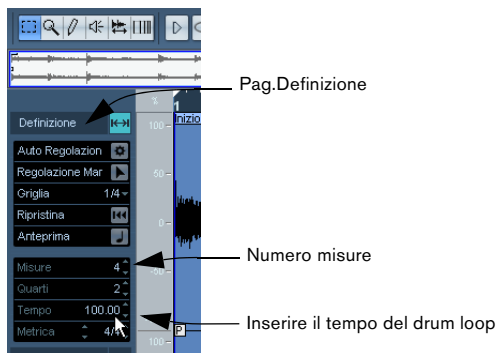 Pag.Definizione
%
1
Definizione
100
Inizio
Auto Regolazion
Regolazione Mar
50
Griglia 1/4
Ripristina
0
Anteprima
Numero misure
Misure 4
50
Quarti 2
Tempo 100.00
Inserire il tempo del drum loop
Metrica 4/4
P
100